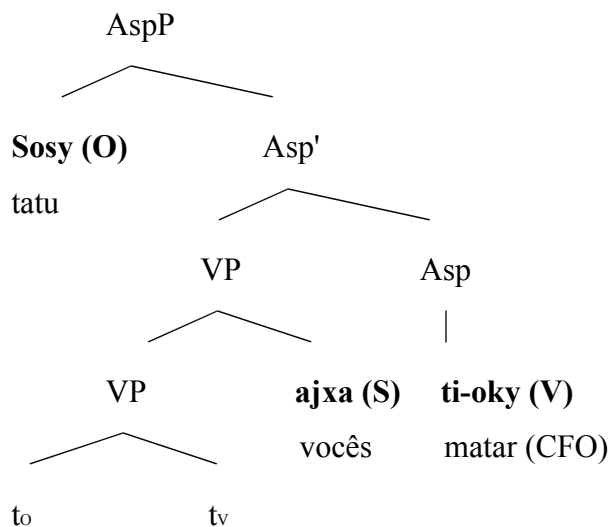 AspP
Sosy (O) Asp'
tatu
VP Asp
VP ajxa (S) ti-oky (V)
vocês matar (CFO)
tO tV